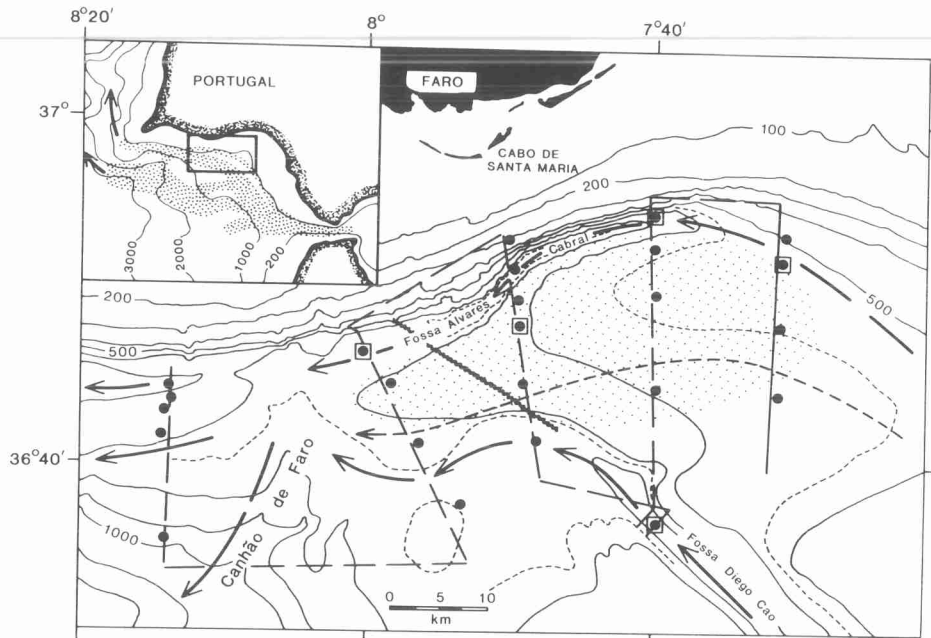 8°20′
8°
7°40′
37°
36°40′
PORTUGAL
3000
2000
1000
200
FARO
CABO DE
SANTA MARIA
100
200
500
200
500
1000
Fossa Alvares
Cabral
Canhão de Faro
Fossa Diego Cao
0 5 10
km